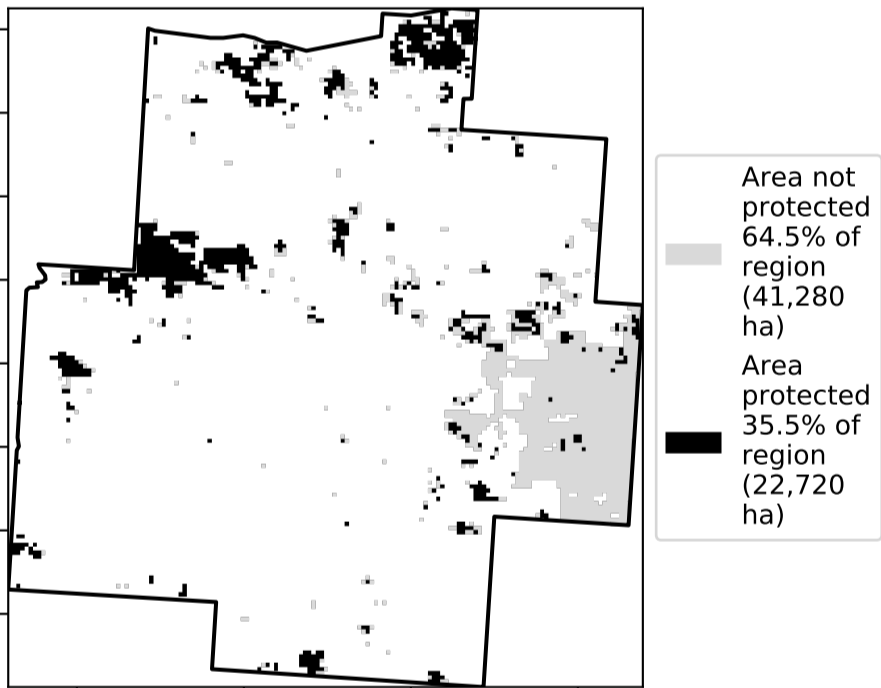 Area not
protected
64.5% of
region
(41,280
ha)
Area
protected
35.5% of
region
(22,720
ha)